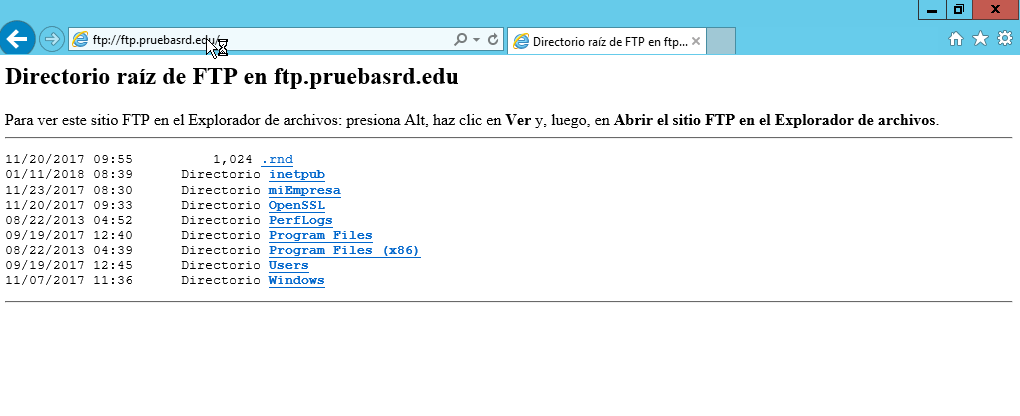 ftp://ftp.pruebasrd.edu/
Directorio raíz de FTP en ftp...
Directorio raíz de FTP en ftp.pruebasrd.edu
Para ver este sitio FTP en el Explorador de archivos: presiona Alt, haz clic en Ver y, luego, en Abrir el sitio FTP en el Explorador de archivos.
11/20/2017 09:55 1,024 .rnd
01/11/2018 08:39 Directorio inetpub
11/23/2017 08:30 Directorio miEmpresa
11/20/2017 09:33 Directorio OpenSSL
08/22/2013 04:52 Directorio PerfLogs
09/19/2017 12:40 Directorio Program Files
08/22/2013 04:39 Directorio Program Files (x86)
09/19/2017 12:45 Directorio Users
11/07/2017 11:36 Directorio Windows